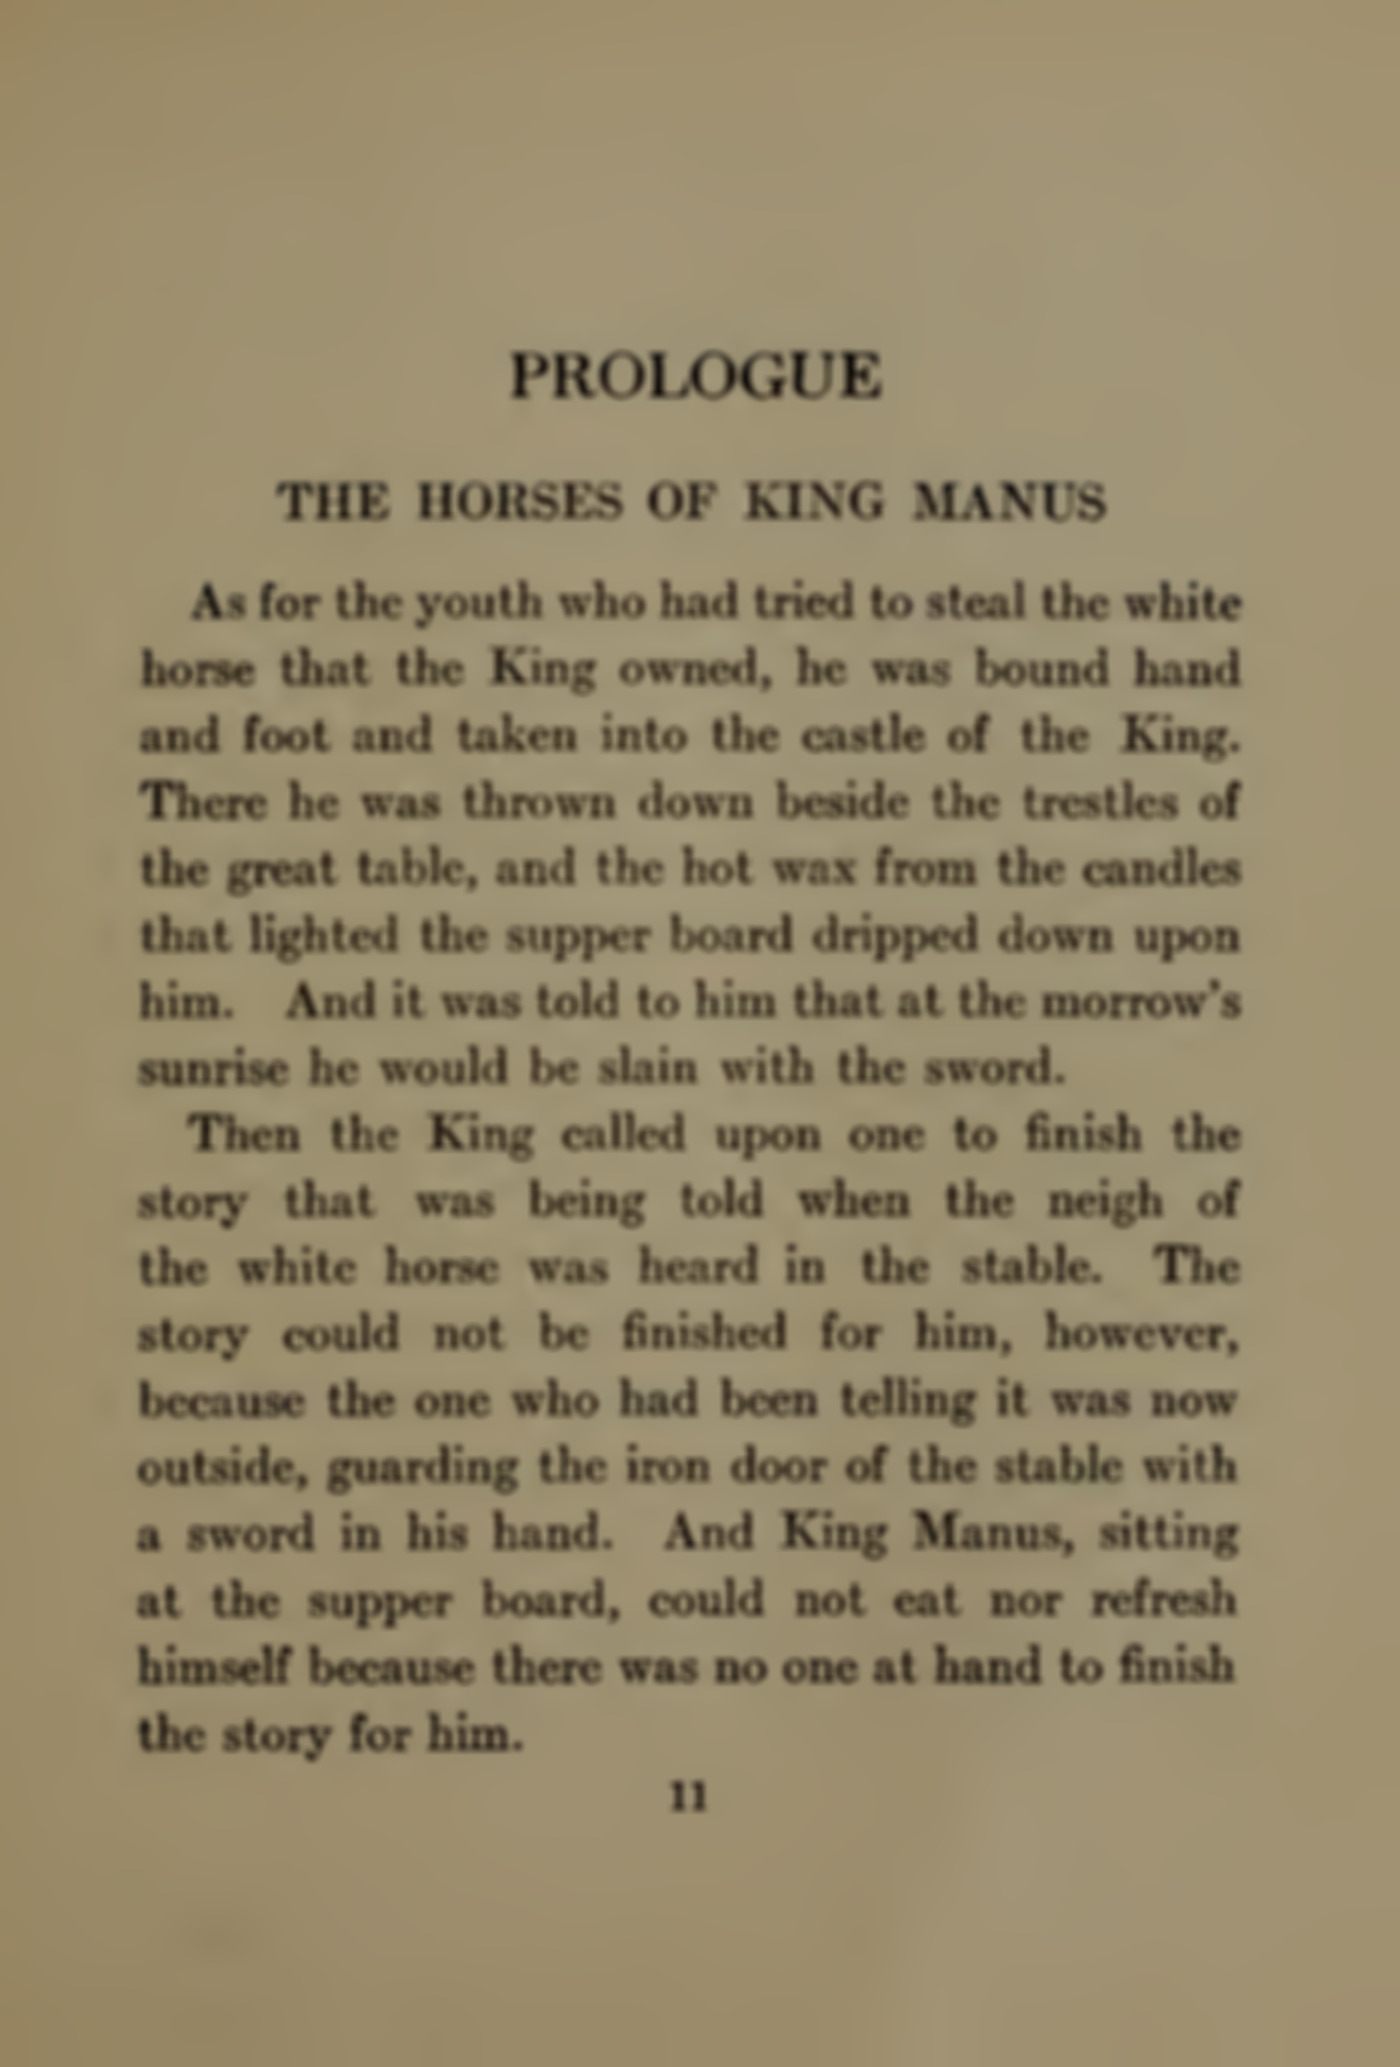 PROLOGUE
THE HORSES OF KING MANUS
As for the youth who had tried to steal the white
horse that the King owned, he was bound hand
and foot and taken into the castle of the King.
There he was thrown down beside the trestles of
the great table, and the hot wax from the candles
that lighted the supper board dripped down upon
him. And it was told to him that at the morrow's
sunrise he would be slain with the sword.
Then the King called upon one to finish the
story that was being told when the neigh of
the white horse was heard in the stable. The
story could not be finished for him, however,
because the one who had been telling it was now
outside, guarding the iron door of the stable with
a sword in his hand. And King Manus, sitting
at the supper board, could not eat nor refresh
himself because there was no one at hand to finish
the story for him.
11